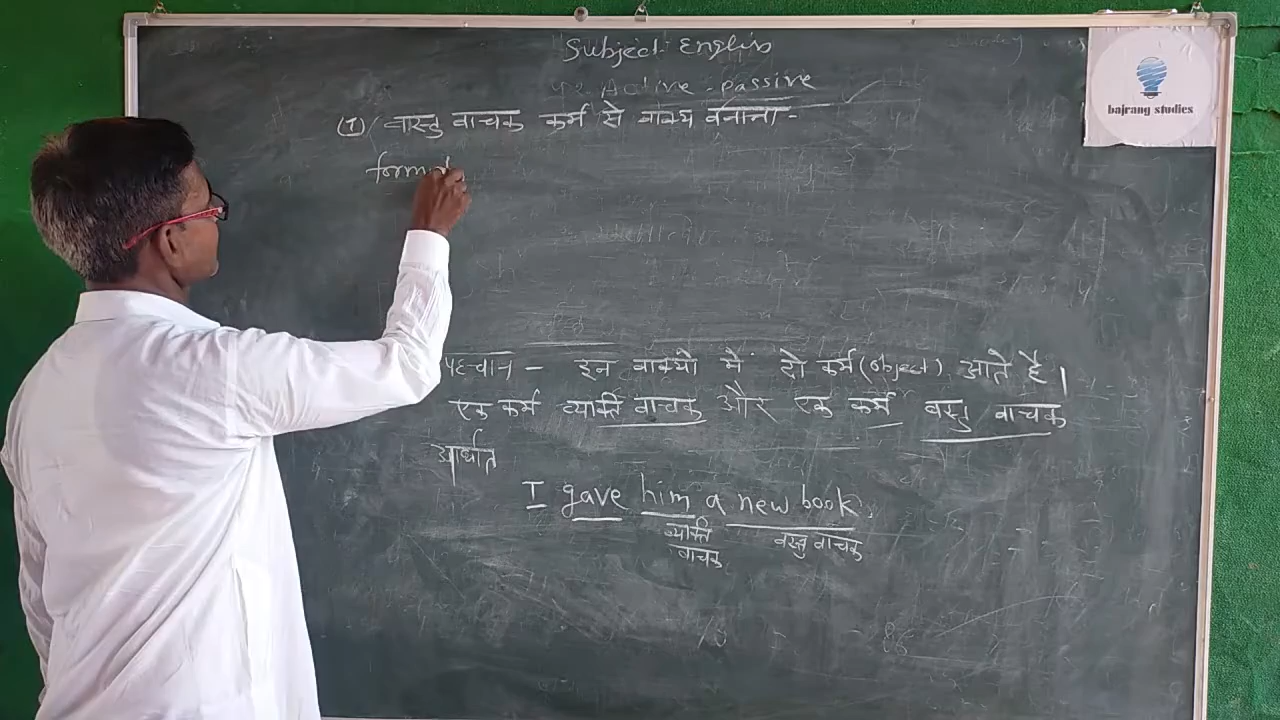 Subject English
Active - Passive
bajrang studies
(1) वास्तु वाचक कर्म से वाक्य बनाना -
form
पहचान - इन वाक्यो में दो कर्म (object) आते है।
एक कर्म व्यक्ति वाचक और एक कर्म वस्तु वाचक
अर्थात
I gave him a new book.
व्यक्ति वाचक
वस्तु वाचक